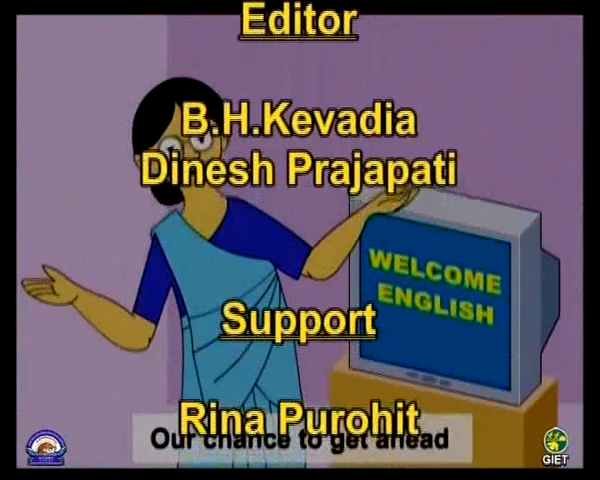 Editor
B.H.Kevadia
Dinesh Prajapati
WELCOME
ENGLISH
Support
Rina Purohit
Our chance to get ahead
GIET